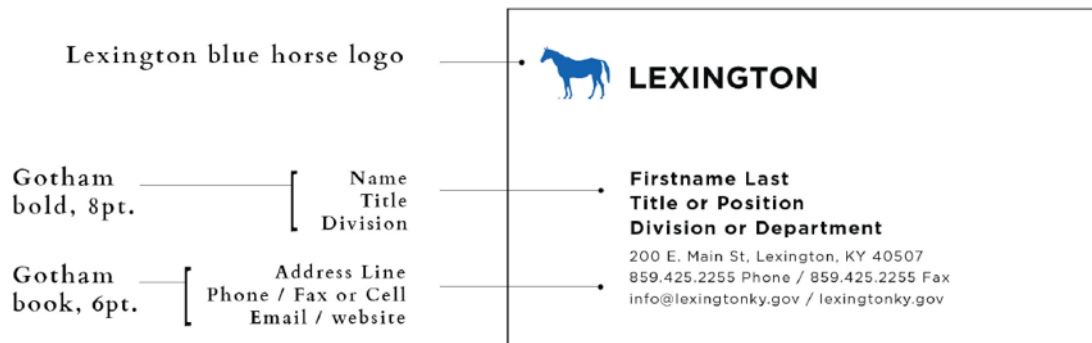 Lexington blue horse logo
LEXINGTON
Gotham
bold, 8pt.
Name
Title
Division
Firstname Last
Title or Position
Division or Department
Gotham
book, 6pt.
Address Line
Phone / Fax or Cell
Email / website
200 E. Main St, Lexington, KY 40507
859.425.2255 Phone / 859.425.2255 Fax
info@lexingtonky.gov / lexingtonky.gov